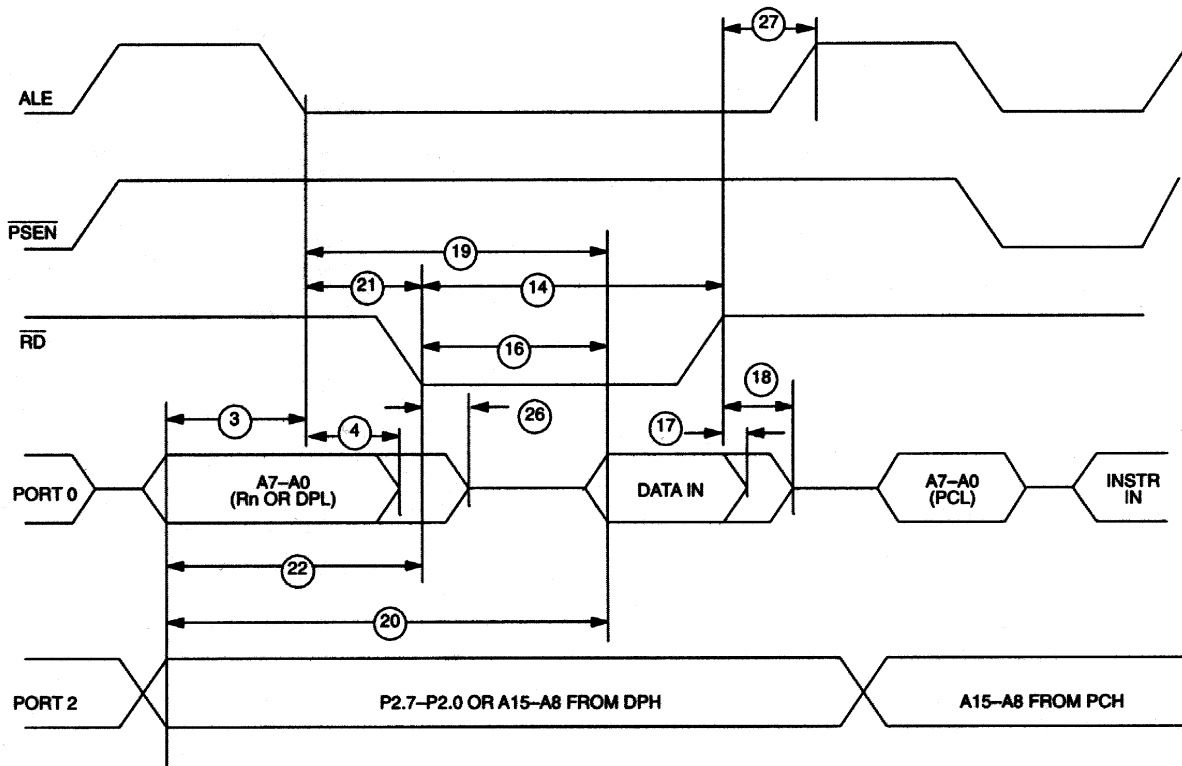 27
ALE
PSEN
19
21
14
RD
16
18
3
4
26
17
PORT 0
A7–A0
(Rn OR DPL)
DATA IN
A7–A0
(PCL)
INSTR
IN
22
20
PORT 2
P2.7–P2.0 OR A15–A8 FROM DPH
A15–A8 FROM PCH